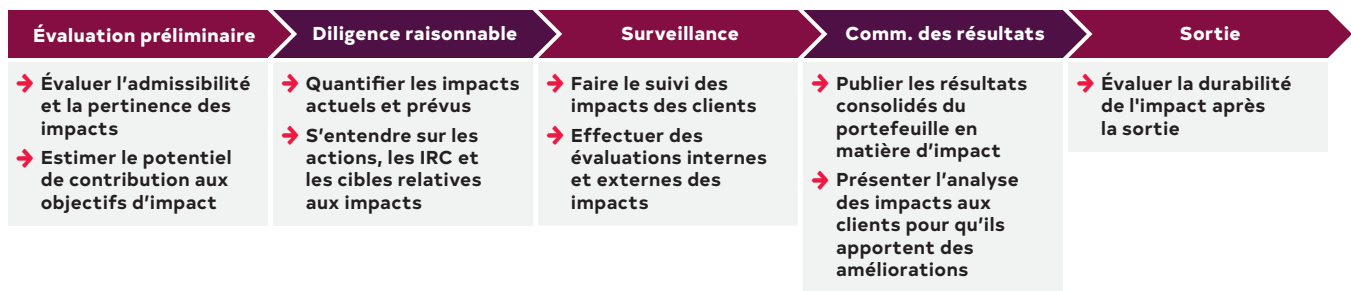 Évaluation préliminaire
Diligence raisonnable
Surveillance
Comm. des résultats
Sortie
Évaluer l’admissibilité
et la pertinence des
impacts
Estimer le potentiel
de contribution aux
objectifs d’impact
Quantifier les impacts
actuels et prévus
S’entendre sur les
actions, les IRC et
les cibles relatives
aux impacts
Faire le suivi des
impacts des clients
Effectuer des
évaluations internes
et externes des
impacts
Publier les résultats
consolidés du
portefeuille en
matière d’impact
Présenter l’analyse
des impacts aux
clients pour qu’ils
apportent des
améliorations
Évaluer la durabilité
de l'impact après
la sortie